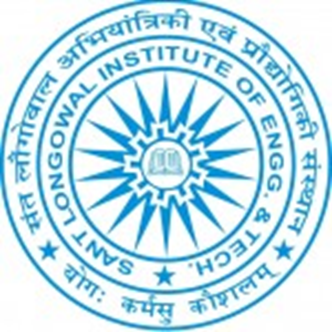 संत लौंगोवाल अभियांत्रिकी एवं प्रौद्योगिकी संस्थान
SANT LONGOWAL INSTITUTE OF ENGG. & TECH.
योगः कर्मसु कौशलम्